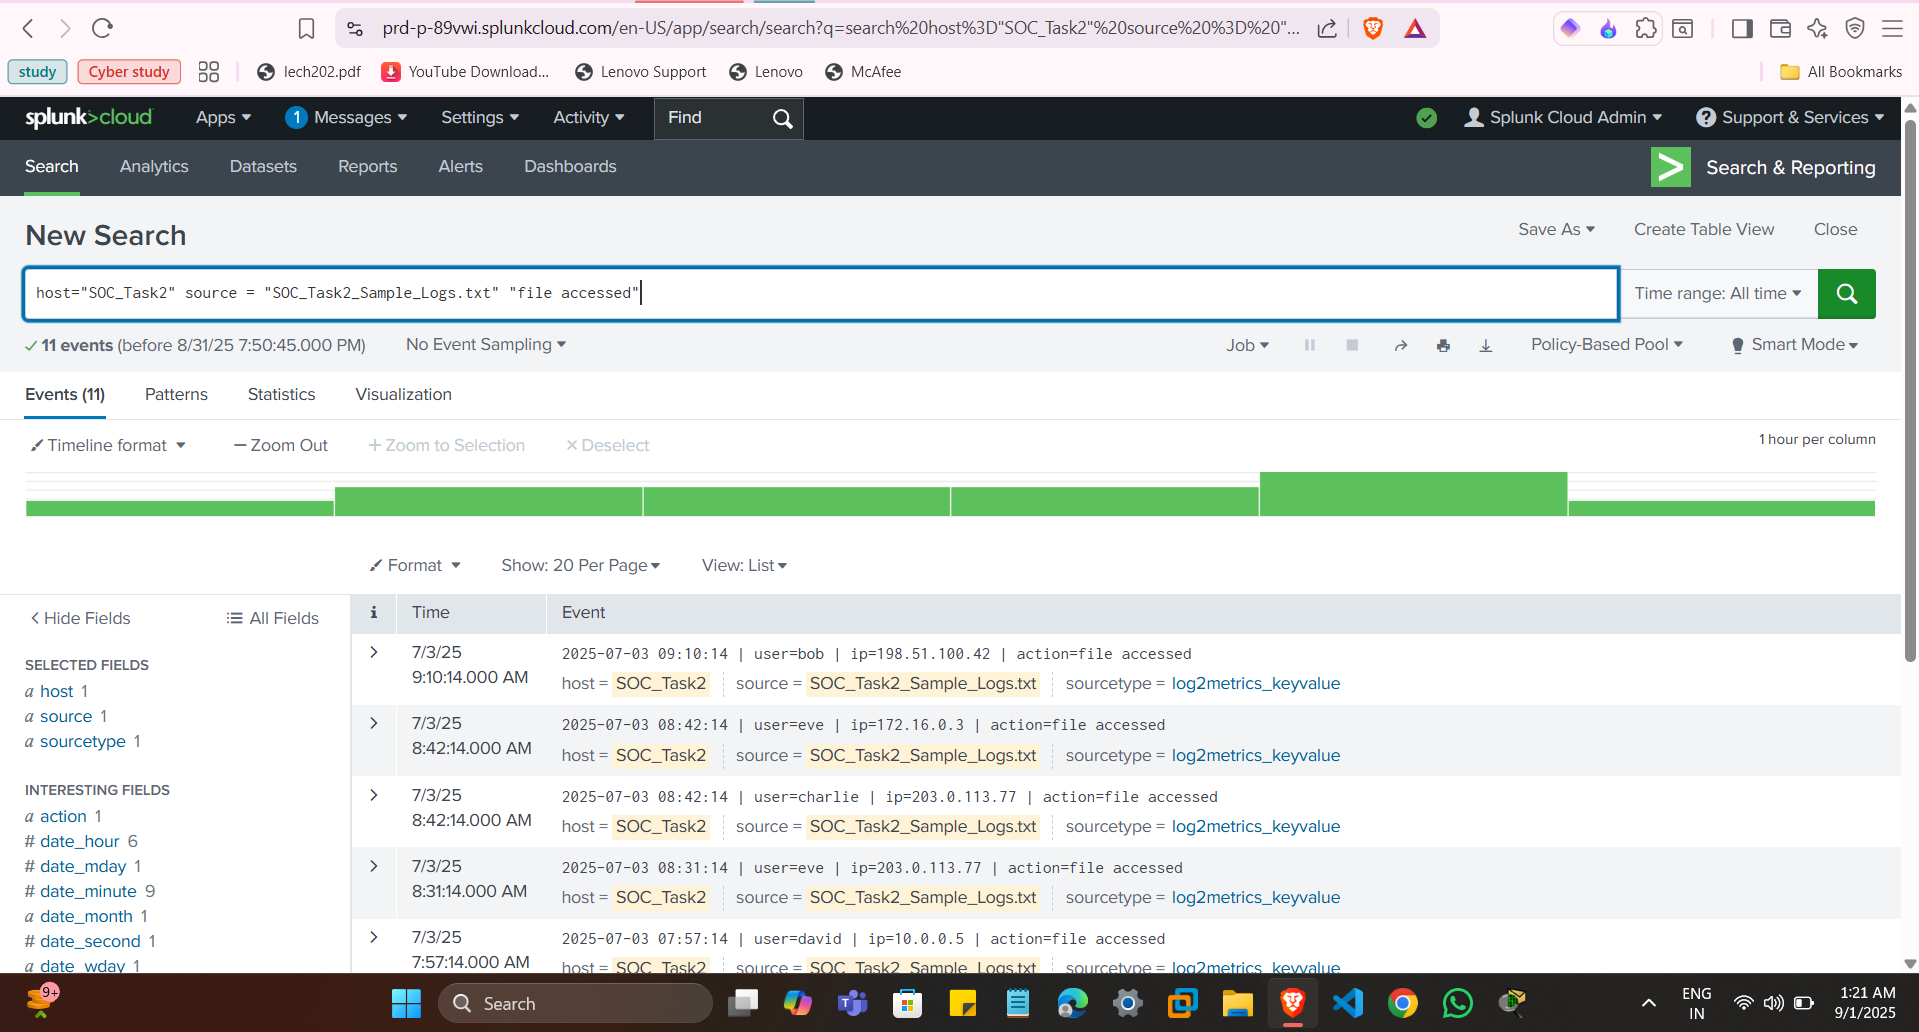 prd-p-89vwi.splunkcloud.com/en-US/app/search/search?q=search%20host%3D"SOC_Task2"%20source%20%3D%20"...
study
Cyber study
lech202.pdf
YouTube Download...
Lenovo Support
Lenovo
McAfee
All Bookmarks
splunk>cloud
Apps
1 Messages
Settings
Activity
Find
Splunk Cloud Admin
? Support & Services
Search
Analytics
Datasets
Reports
Alerts
Dashboards
> Search & Reporting
New Search
Save As
Create Table View
Close
host="SOC_Task2" source = "SOC_Task2_Sample_Logs.txt" "file accessed"
Time range: All time
11 events (before 8/31/25 7:50:45.000 PM)
No Event Sampling
Job
Policy-Based Pool
Smart Mode
Events (11)
Patterns
Statistics
Visualization
Timeline format
— Zoom Out
+ Zoom to Selection
× Deselect
1 hour per column
Format
Show: 20 Per Page
View: List
< Hide Fields
All Fields
i
Time
Event
SELECTED FIELDS
a host 1
a source 1
a sourcetype 1
INTERESTING FIELDS
a action 1
# date_hour 6
# date_mday 1
# date_minute 9
a date_month 1
# date_second 1
a date_wday 1
7/3/25
9:10:14.000 AM
2025-07-03 09:10:14 | user=bob | ip=198.51.100.42 | action=file accessed
host = SOC_Task2 source = SOC_Task2_Sample_Logs.txt sourcetype = log2metrics_keyvalue
7/3/25
8:42:14.000 AM
2025-07-03 08:42:14 | user=eve | ip=172.16.0.3 | action=file accessed
host = SOC_Task2 source = SOC_Task2_Sample_Logs.txt sourcetype = log2metrics_keyvalue
7/3/25
8:42:14.000 AM
2025-07-03 08:42:14 | user=charlie | ip=203.0.113.77 | action=file accessed
host = SOC_Task2 source = SOC_Task2_Sample_Logs.txt sourcetype = log2metrics_keyvalue
7/3/25
8:31:14.000 AM
2025-07-03 08:31:14 | user=eve | ip=203.0.113.77 | action=file accessed
host = SOC_Task2 source = SOC_Task2_Sample_Logs.txt sourcetype = log2metrics_keyvalue
7/3/25
7:57:14.000 AM
2025-07-03 07:57:14 | user=david | ip=10.0.0.5 | action=file accessed
host = SOC_Task2 source = SOC_Task2_Sample_Logs.txt sourcetype = log2metrics_keyvalue
9+
Search
ENG
IN
1:21 AM
9/1/2025